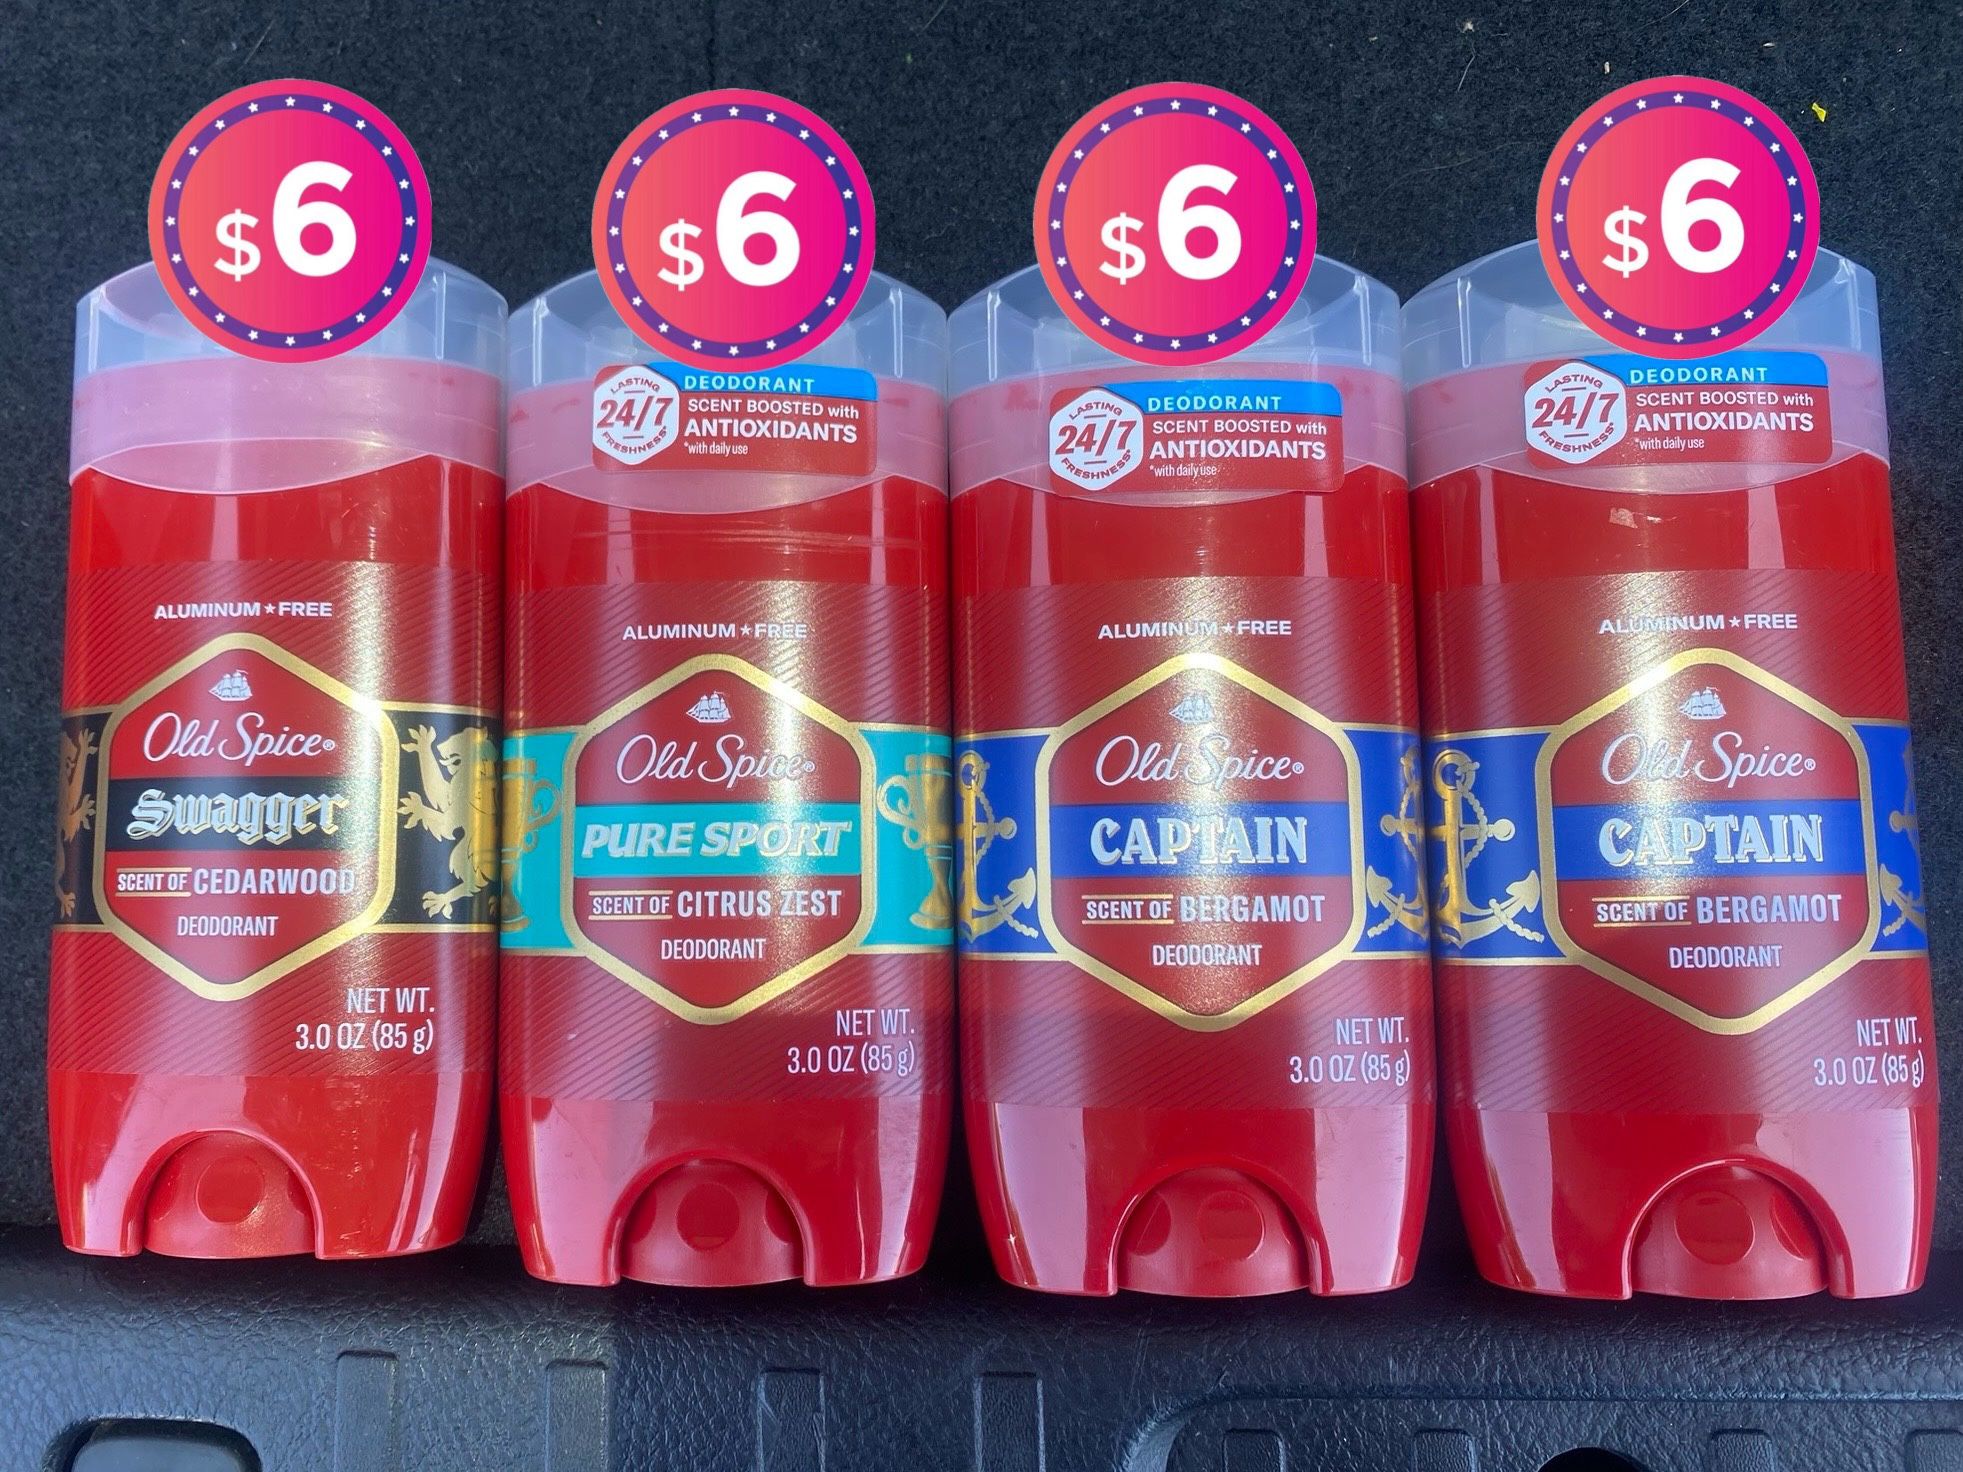 $6
$6
$6
$6
ALUMINUM★FREE
Old Spice®
Swagger
SCENT OF CEDARWOOD
DEODORANT
NET WT.
3.0 OZ (85 g)
LASTING
24/7
FRESHNESS*
DEODORANT
SCENT BOOSTED with
ANTIOXIDANTS
*with daily use
ALUMINUM★FREE
Old Spice®
PURE SPORT
SCENT OF CITRUS ZEST
DEODORANT
NET WT.
3.0 OZ (85 g)
LASTING
24/7
FRESHNESS*
DEODORANT
SCENT BOOSTED with
ANTIOXIDANTS
*with daily use
ALUMINUM★FREE
Old Spice®
CAPTAIN
SCENT OF BERGAMOT
DEODORANT
NET WT.
3.0 OZ (85 g)
LASTING
24/7
FRESHNESS*
DEODORANT
SCENT BOOSTED with
ANTIOXIDANTS
*with daily use
ALUMINUM★FREE
Old Spice®
CAPTAIN
SCENT OF BERGAMOT
DEODORANT
NET WT.
3.0 OZ (85 g)